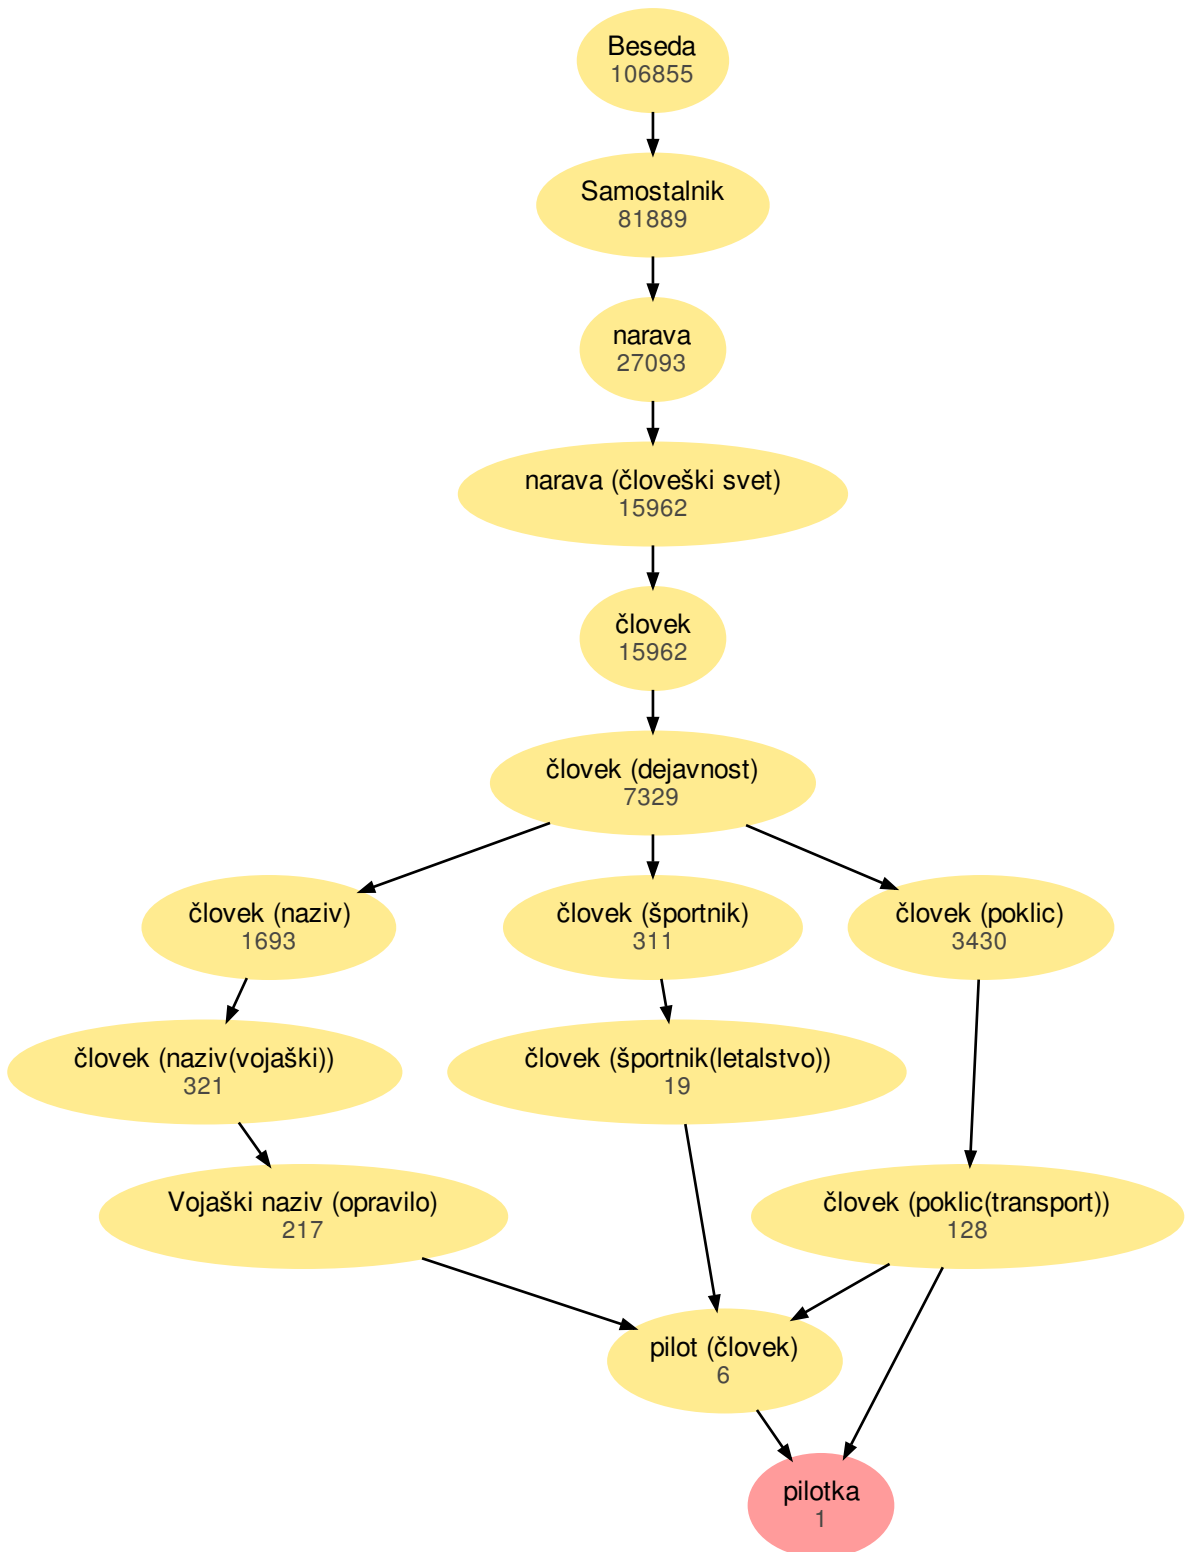 Beseda
106855
Samostalnik
81889
narava
27093
narava (človeški svet)
15962
človek
15962
človek (dejavnost)
7329
človek (naziv)
1693
človek (športnik)
311
človek (poklic)
3430
človek (naziv(vojaški))
321
človek (športnik(letalstvo))
19
Vojaški naziv (opravilo)
217
človek (poklic(transport))
128
pilot (človek)
6
pilotka
1